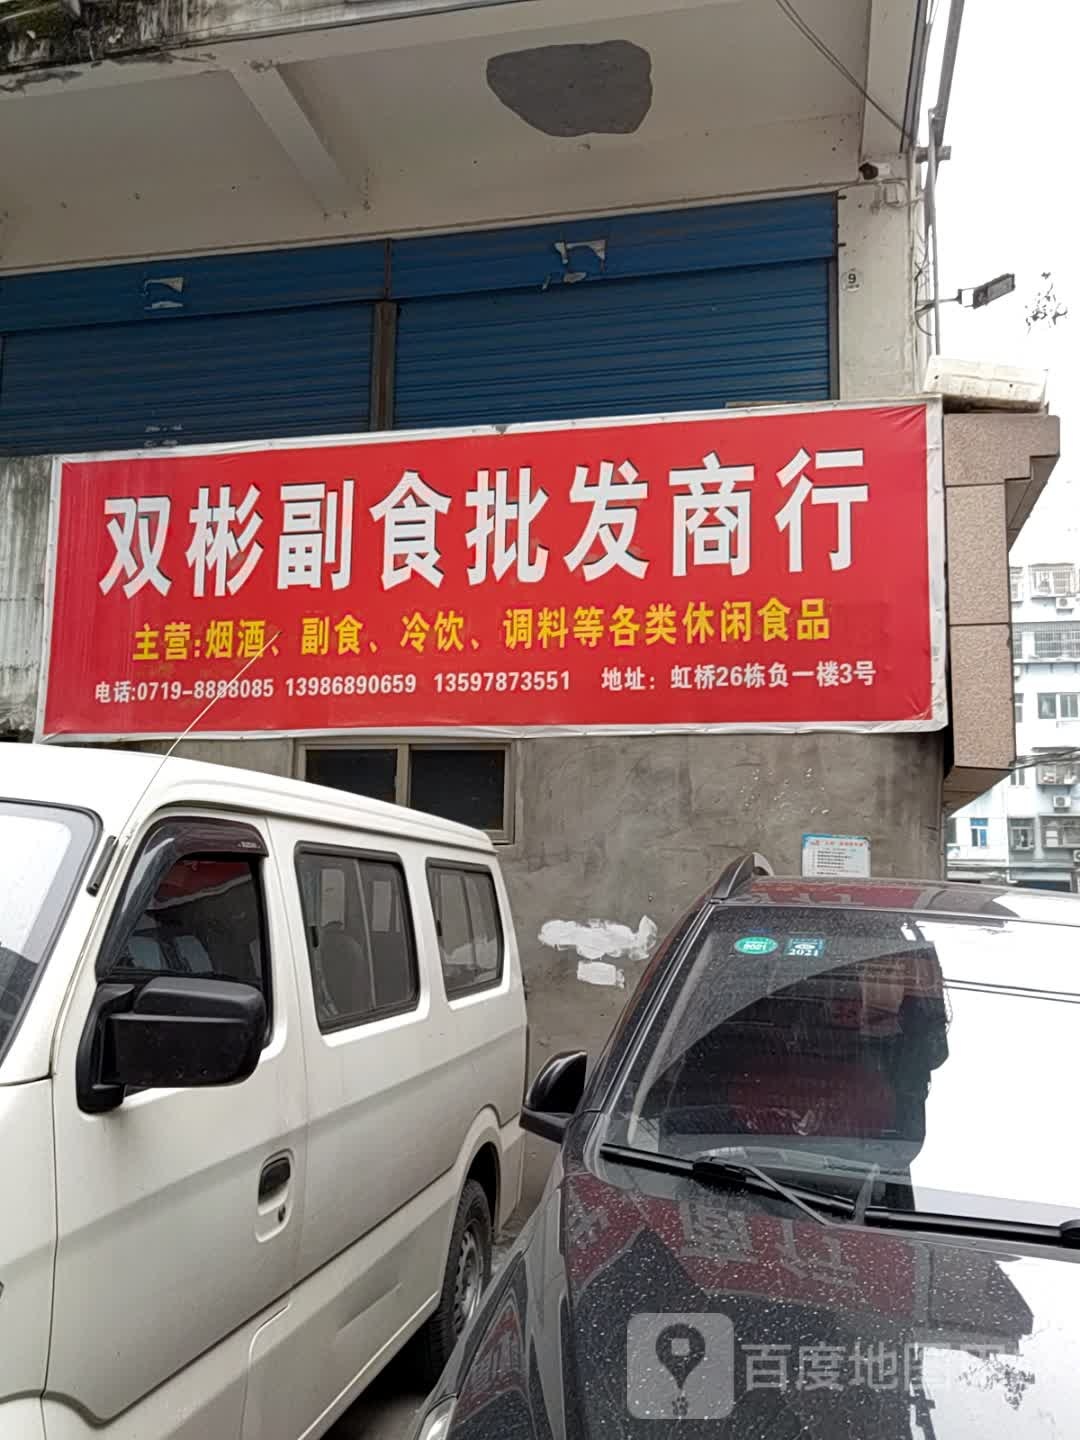 双彬副食批发商行
主营:烟酒、副食、冷饮、调料等各类休闲食品
电话:0719-8888085 13986890659 13597873551 地址：虹桥26栋负一楼3号
9
2021
百度地图